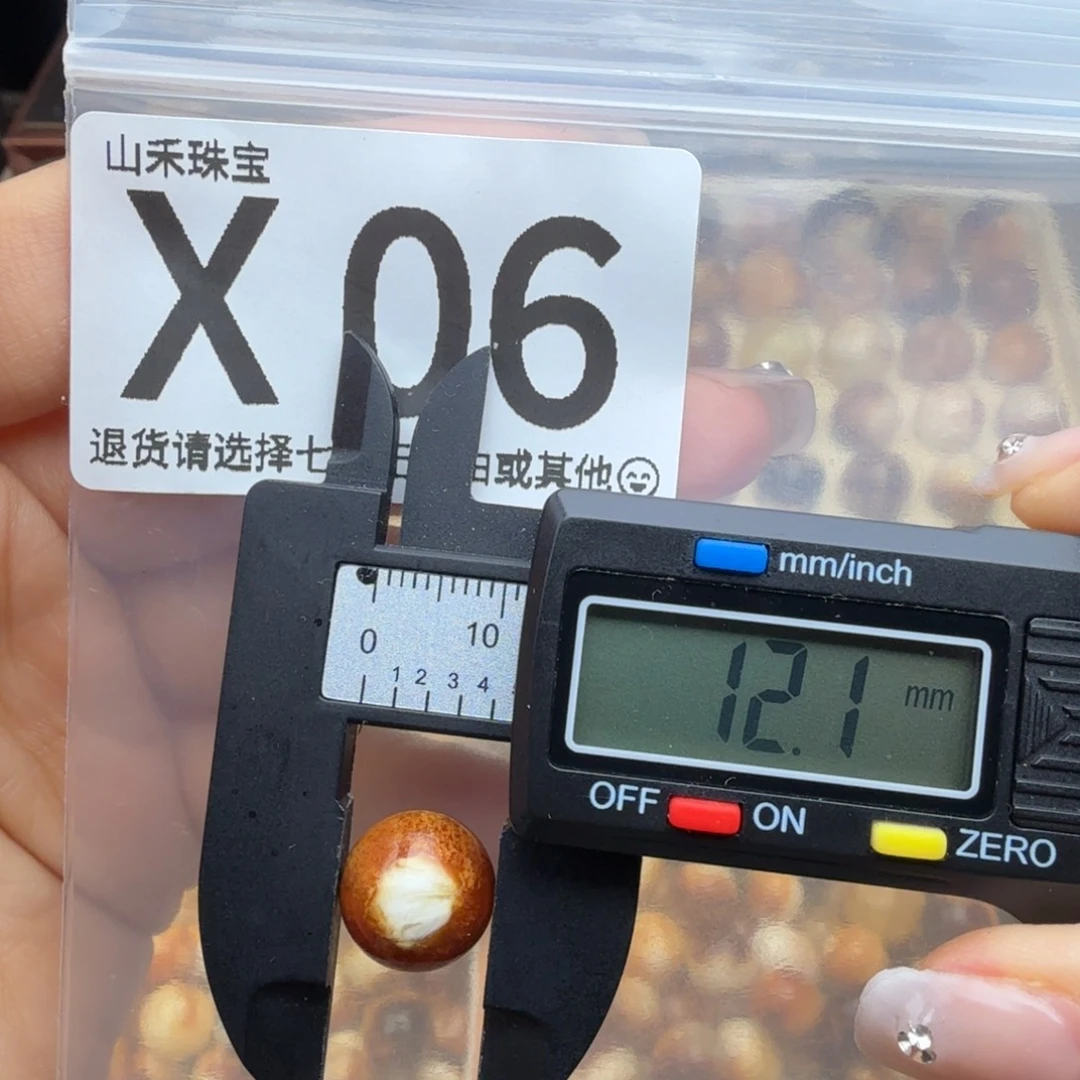 山禾珠宝
X 06
退货请选择七 由或其他
mm/inch
0 10
1 2 3 4
12.1 mm
OFF ON ZERO